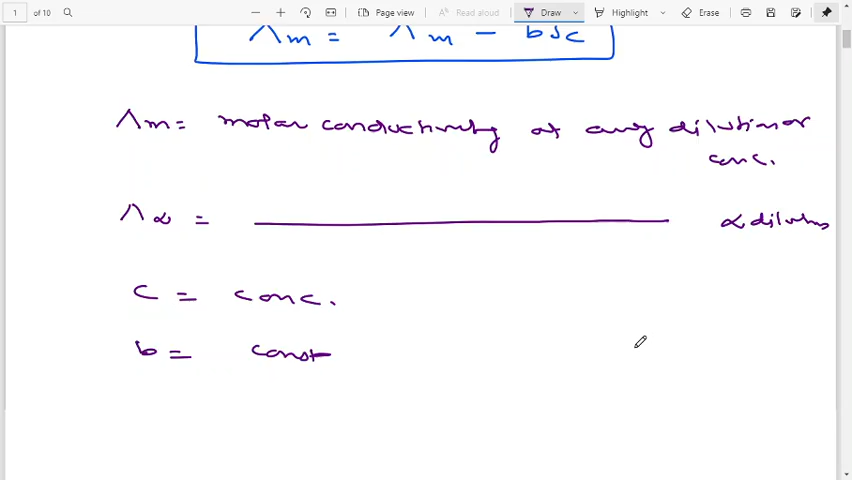 1 of 10 Page view Read aloud Draw Highlight Erase
Λm = Λm - b√c
Λm = molar conductivity at any dilution or
conc.
Λ∝ = ∝ dilution
c = conc.
b = const